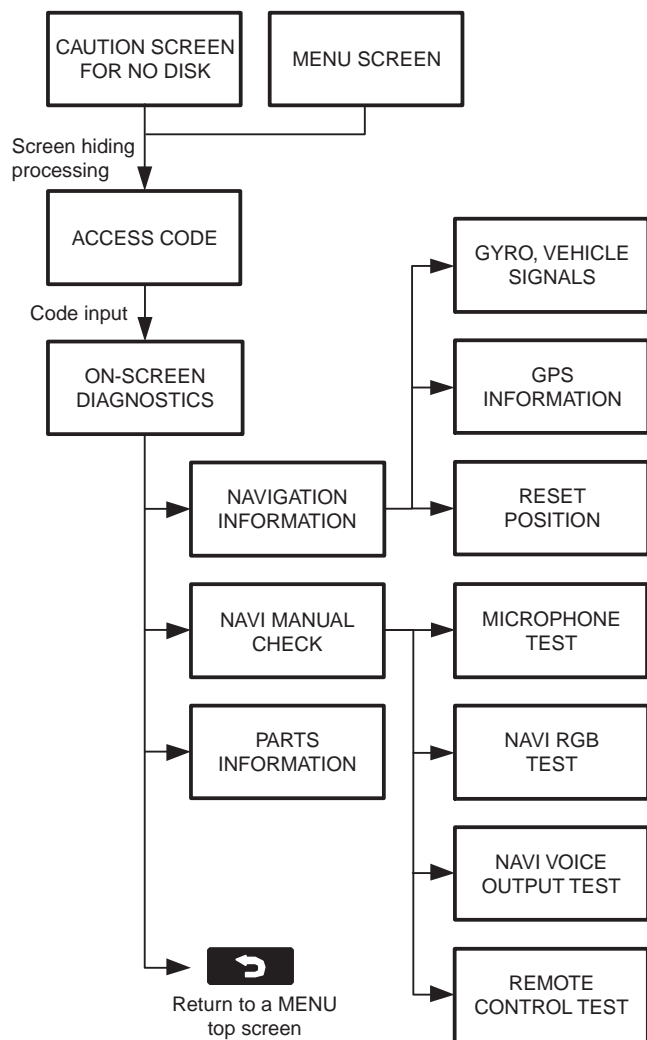 CAUTION SCREEN
FOR NO DISK
MENU SCREEN
Screen hiding
processing
ACCESS CODE
Code input
ON-SCREEN
DIAGNOSTICS
NAVIGATION
INFORMATION
GYRO, VEHICLE
SIGNALS
GPS
INFORMATION
RESET
POSITION
NAVI MANUAL
CHECK
MICROPHONE
TEST
NAVI RGB
TEST
NAVI VOICE
OUTPUT TEST
REMOTE
CONTROL TEST
PARTS
INFORMATION
Return to a MENU
top screen